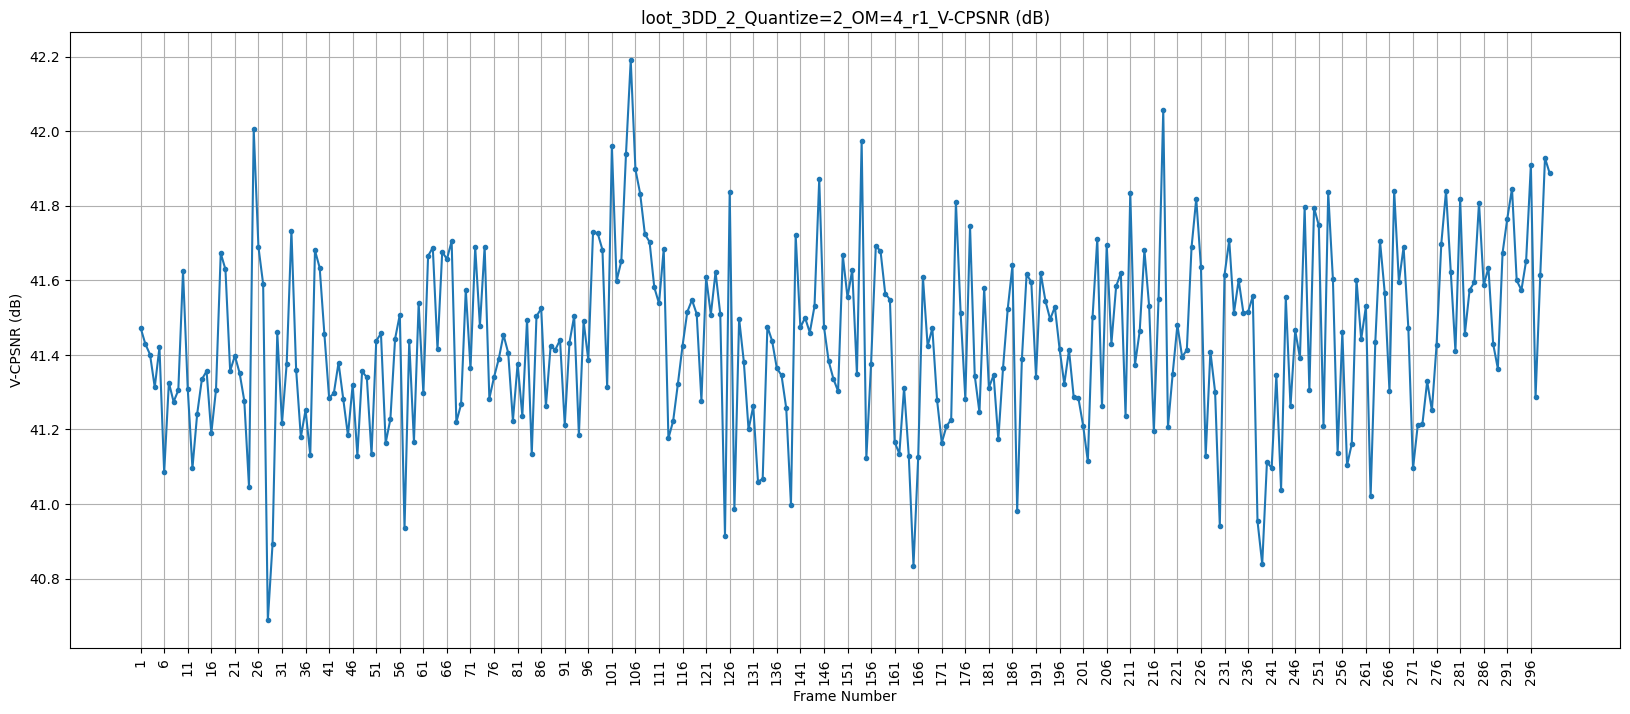 loot_3DD_2_Quantize=2_OM=4_r1_V-CPSNR (dB)
V-CPSNR (dB)
42.2
42.0
41.8
41.6
41.4
41.2
41.0
40.8
1 6 11 16 21 26 31 36 41 46 51 56 61 66 71 76 81 86 91 96 101 106 111 116 121 126 131 136 141 146 151 156 161 166 171 176 181 186 191 196 201 206 211 216 221 226 231 236 241 246 251 256 261 266 271 276 281 286 291 296
Frame Number